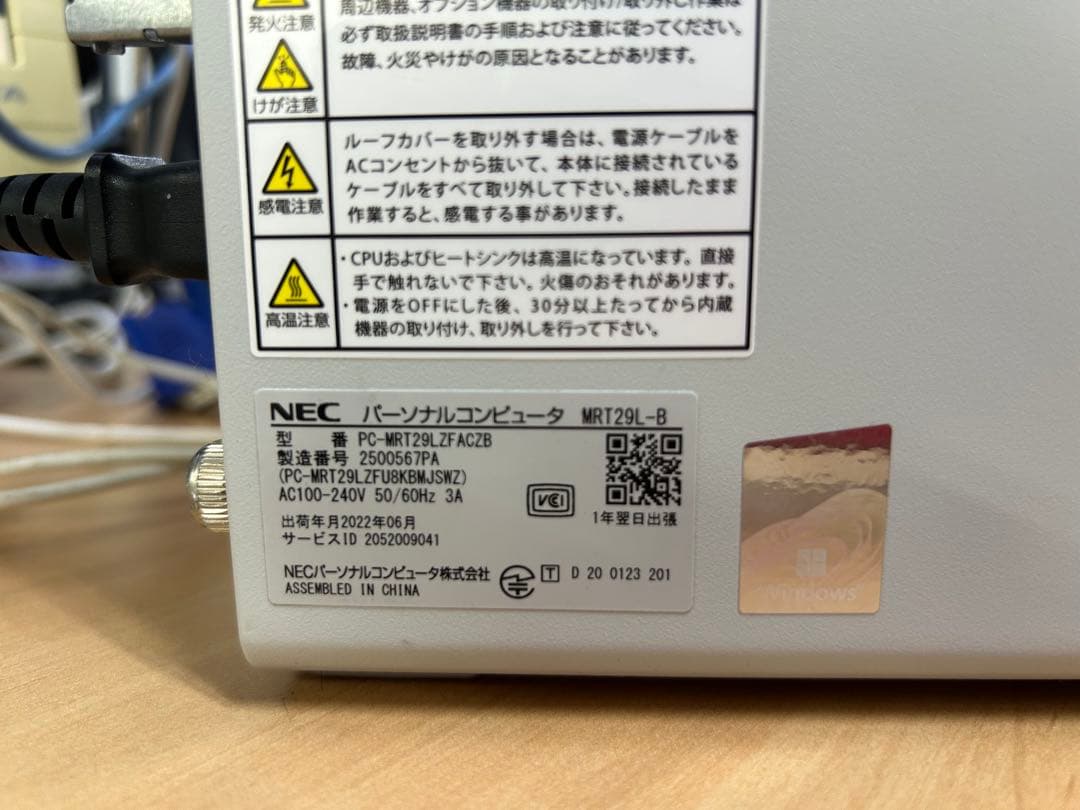 発火注意
周辺機器、オプション機器の取り付け/取り外し作業は
必ず取扱説明書の手順および注意に従ってください。
故障、火災やけがの原因となることがあります。
けが注意
ルーフカバーを取り外す場合は、電源ケーブルを
ACコンセントから抜いて、本体に接続されている
ケーブルをすべて取り外して下さい。接続したまま
作業すると、感電する事があります。
感電注意
・CPUおよびヒートシンクは高温になっています。直接
手で触れないで下さい。火傷のおそれがあります。
・電源をOFFにした後、30分以上たってから内蔵
機器の取り付け、取り外しを行って下さい。
高温注意
NEC パーソナルコンピュータ MRT29L-B
型 番 PC-MRT29LZFACZB
製造番号 2500567PA
(PC-MRT29LZFU8KBMJSWZ)
AC100-240V 50/60Hz 3A
VCI
1年翌日出張
出荷年月2022年06月
サービスID 2052009041
NECパーソナルコンピュータ株式会社 T D 20 0123 201
ASSEMBLED IN CHINA
Windows